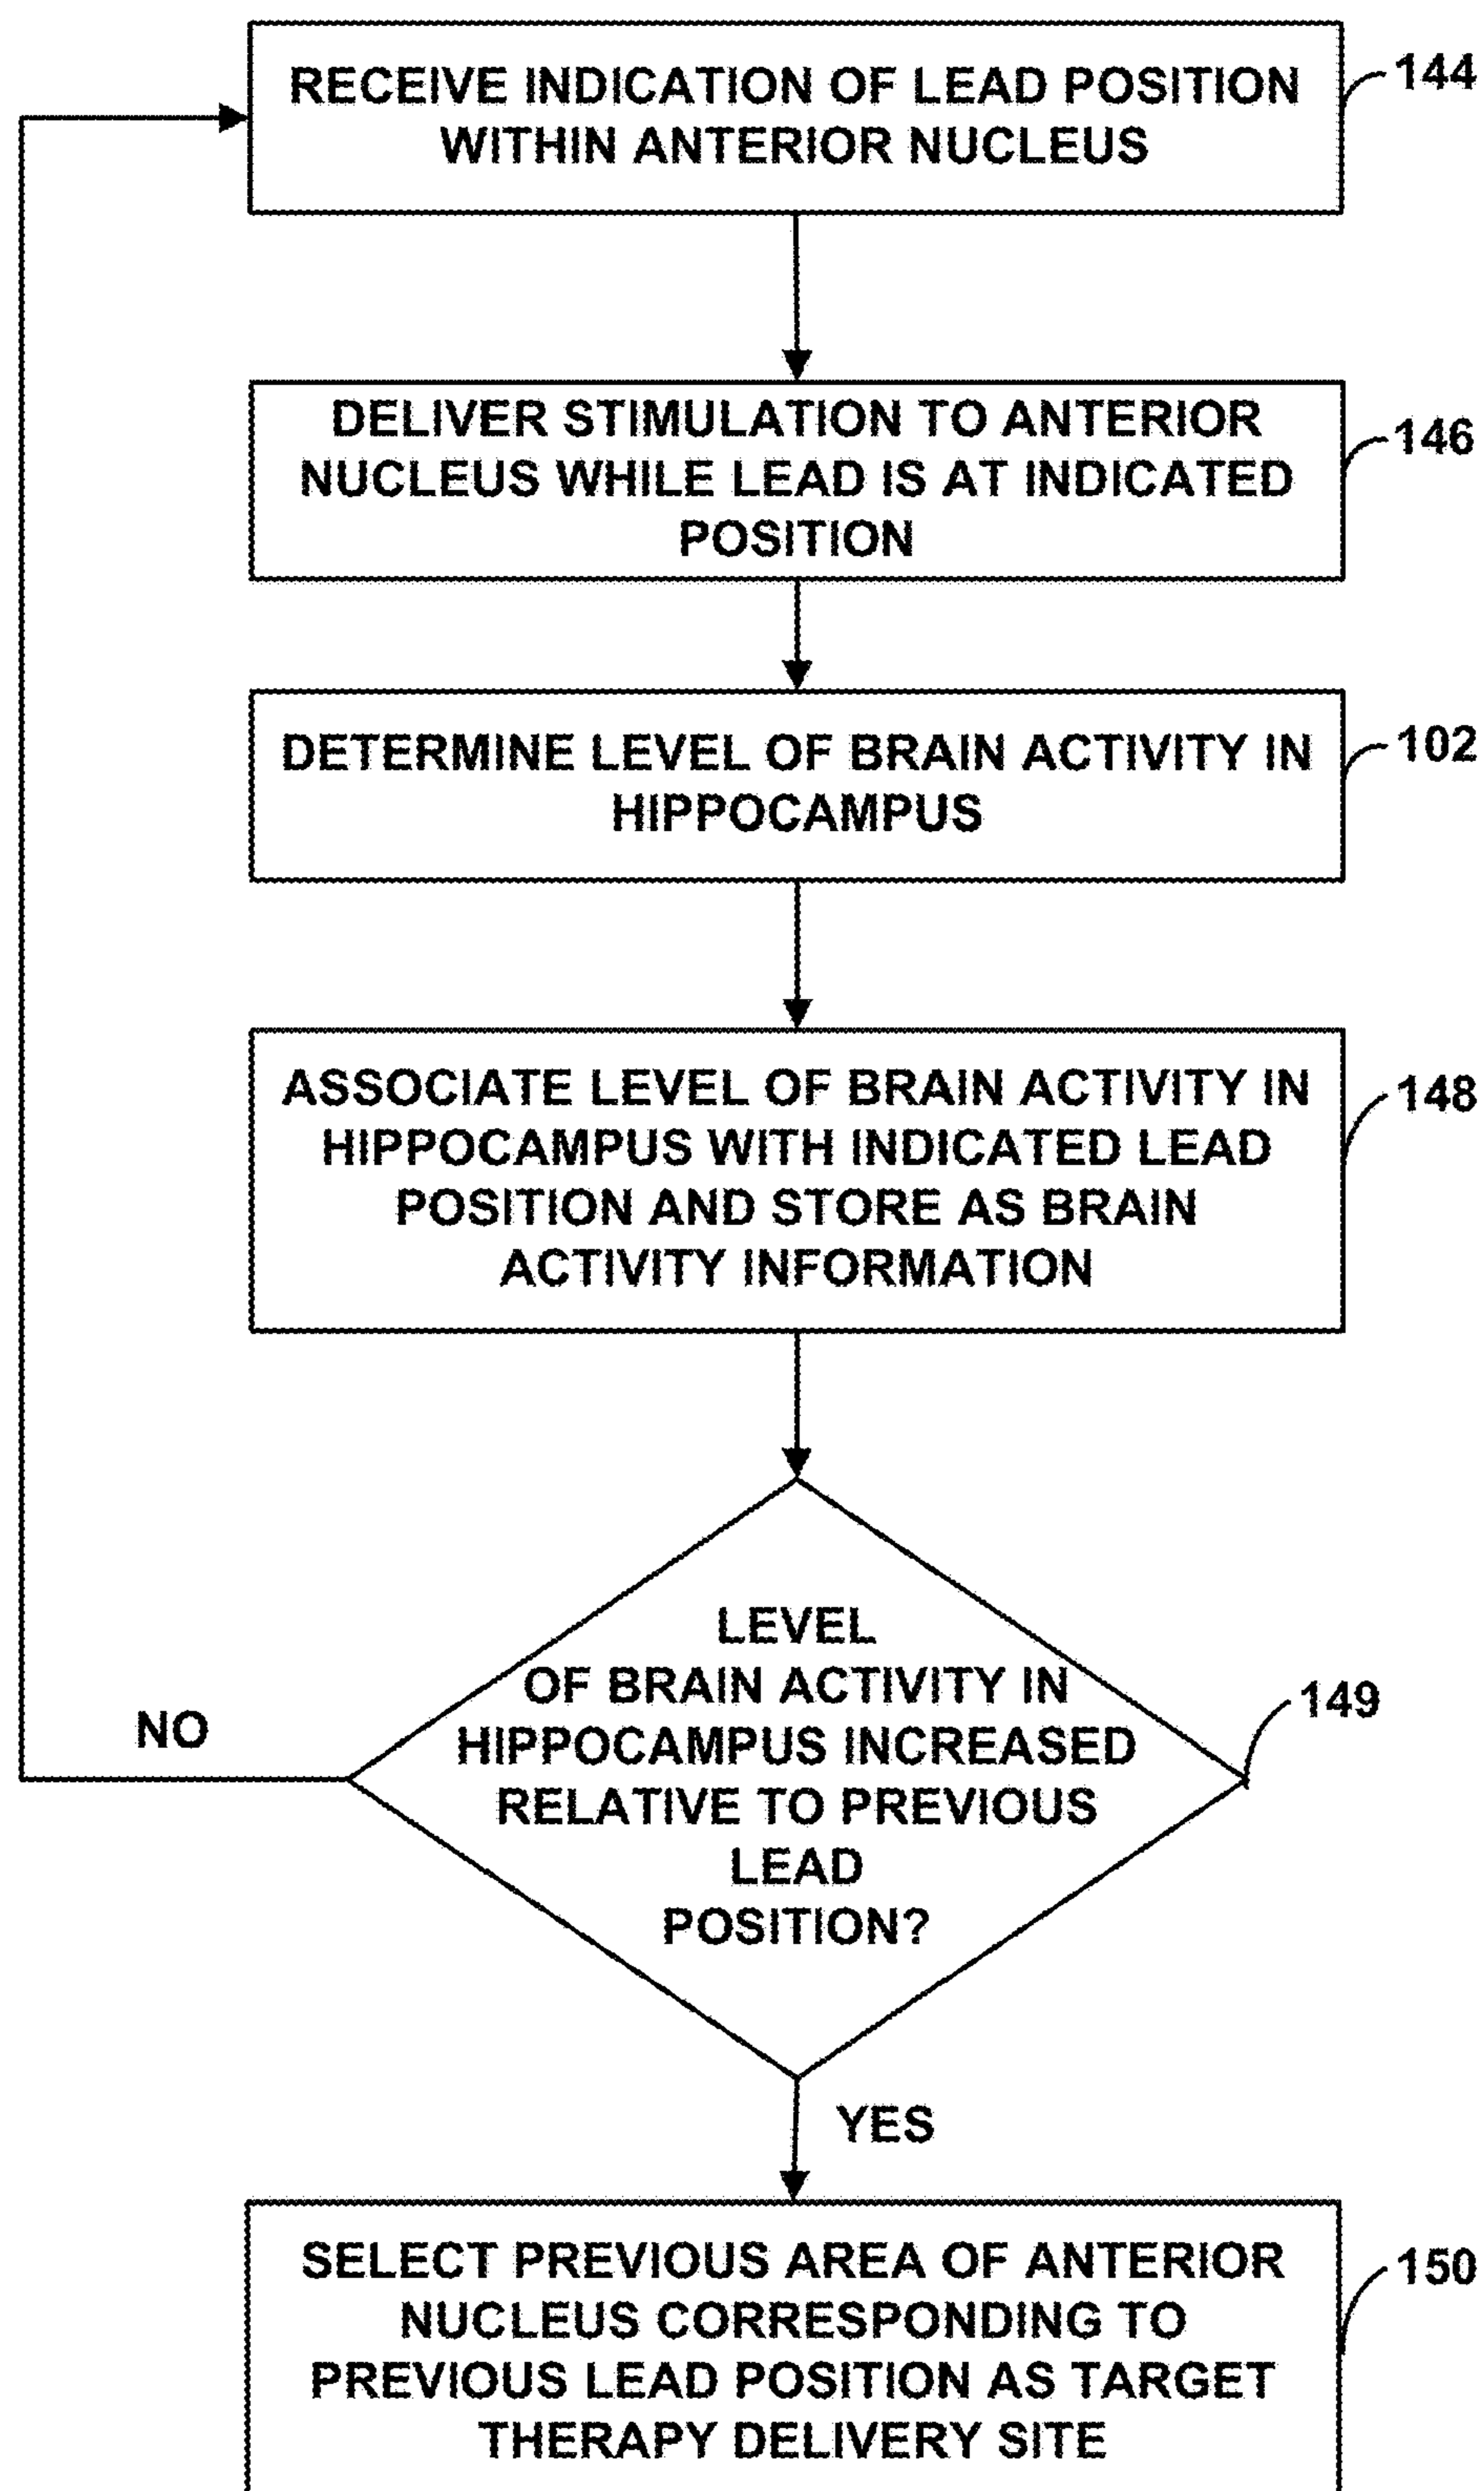 RECEIVE INDICATION OF LEAD POSITION
WITHIN ANTERIOR NUCLEUS
144
DELIVER STIMULATION TO ANTERIOR
NUCLEUS WHILE LEAD IS AT INDICATED
POSITION
146
DETERMINE LEVEL OF BRAIN ACTIVITY IN
HIPPOCAMPUS
102
ASSOCIATE LEVEL OF BRAIN ACTIVITY IN
HIPPOCAMPUS WITH INDICATED LEAD
POSITION AND STORE AS BRAIN
ACTIVITY INFORMATION
148
LEVEL
OF BRAIN ACTIVITY IN
HIPPOCAMPUS INCREASED
RELATIVE TO PREVIOUS
LEAD
POSITION?
149
NO
YES
SELECT PREVIOUS AREA OF ANTERIOR
NUCLEUS CORRESPONDING TO
PREVIOUS LEAD POSITION AS TARGET
THERAPY DELIVERY SITE
150